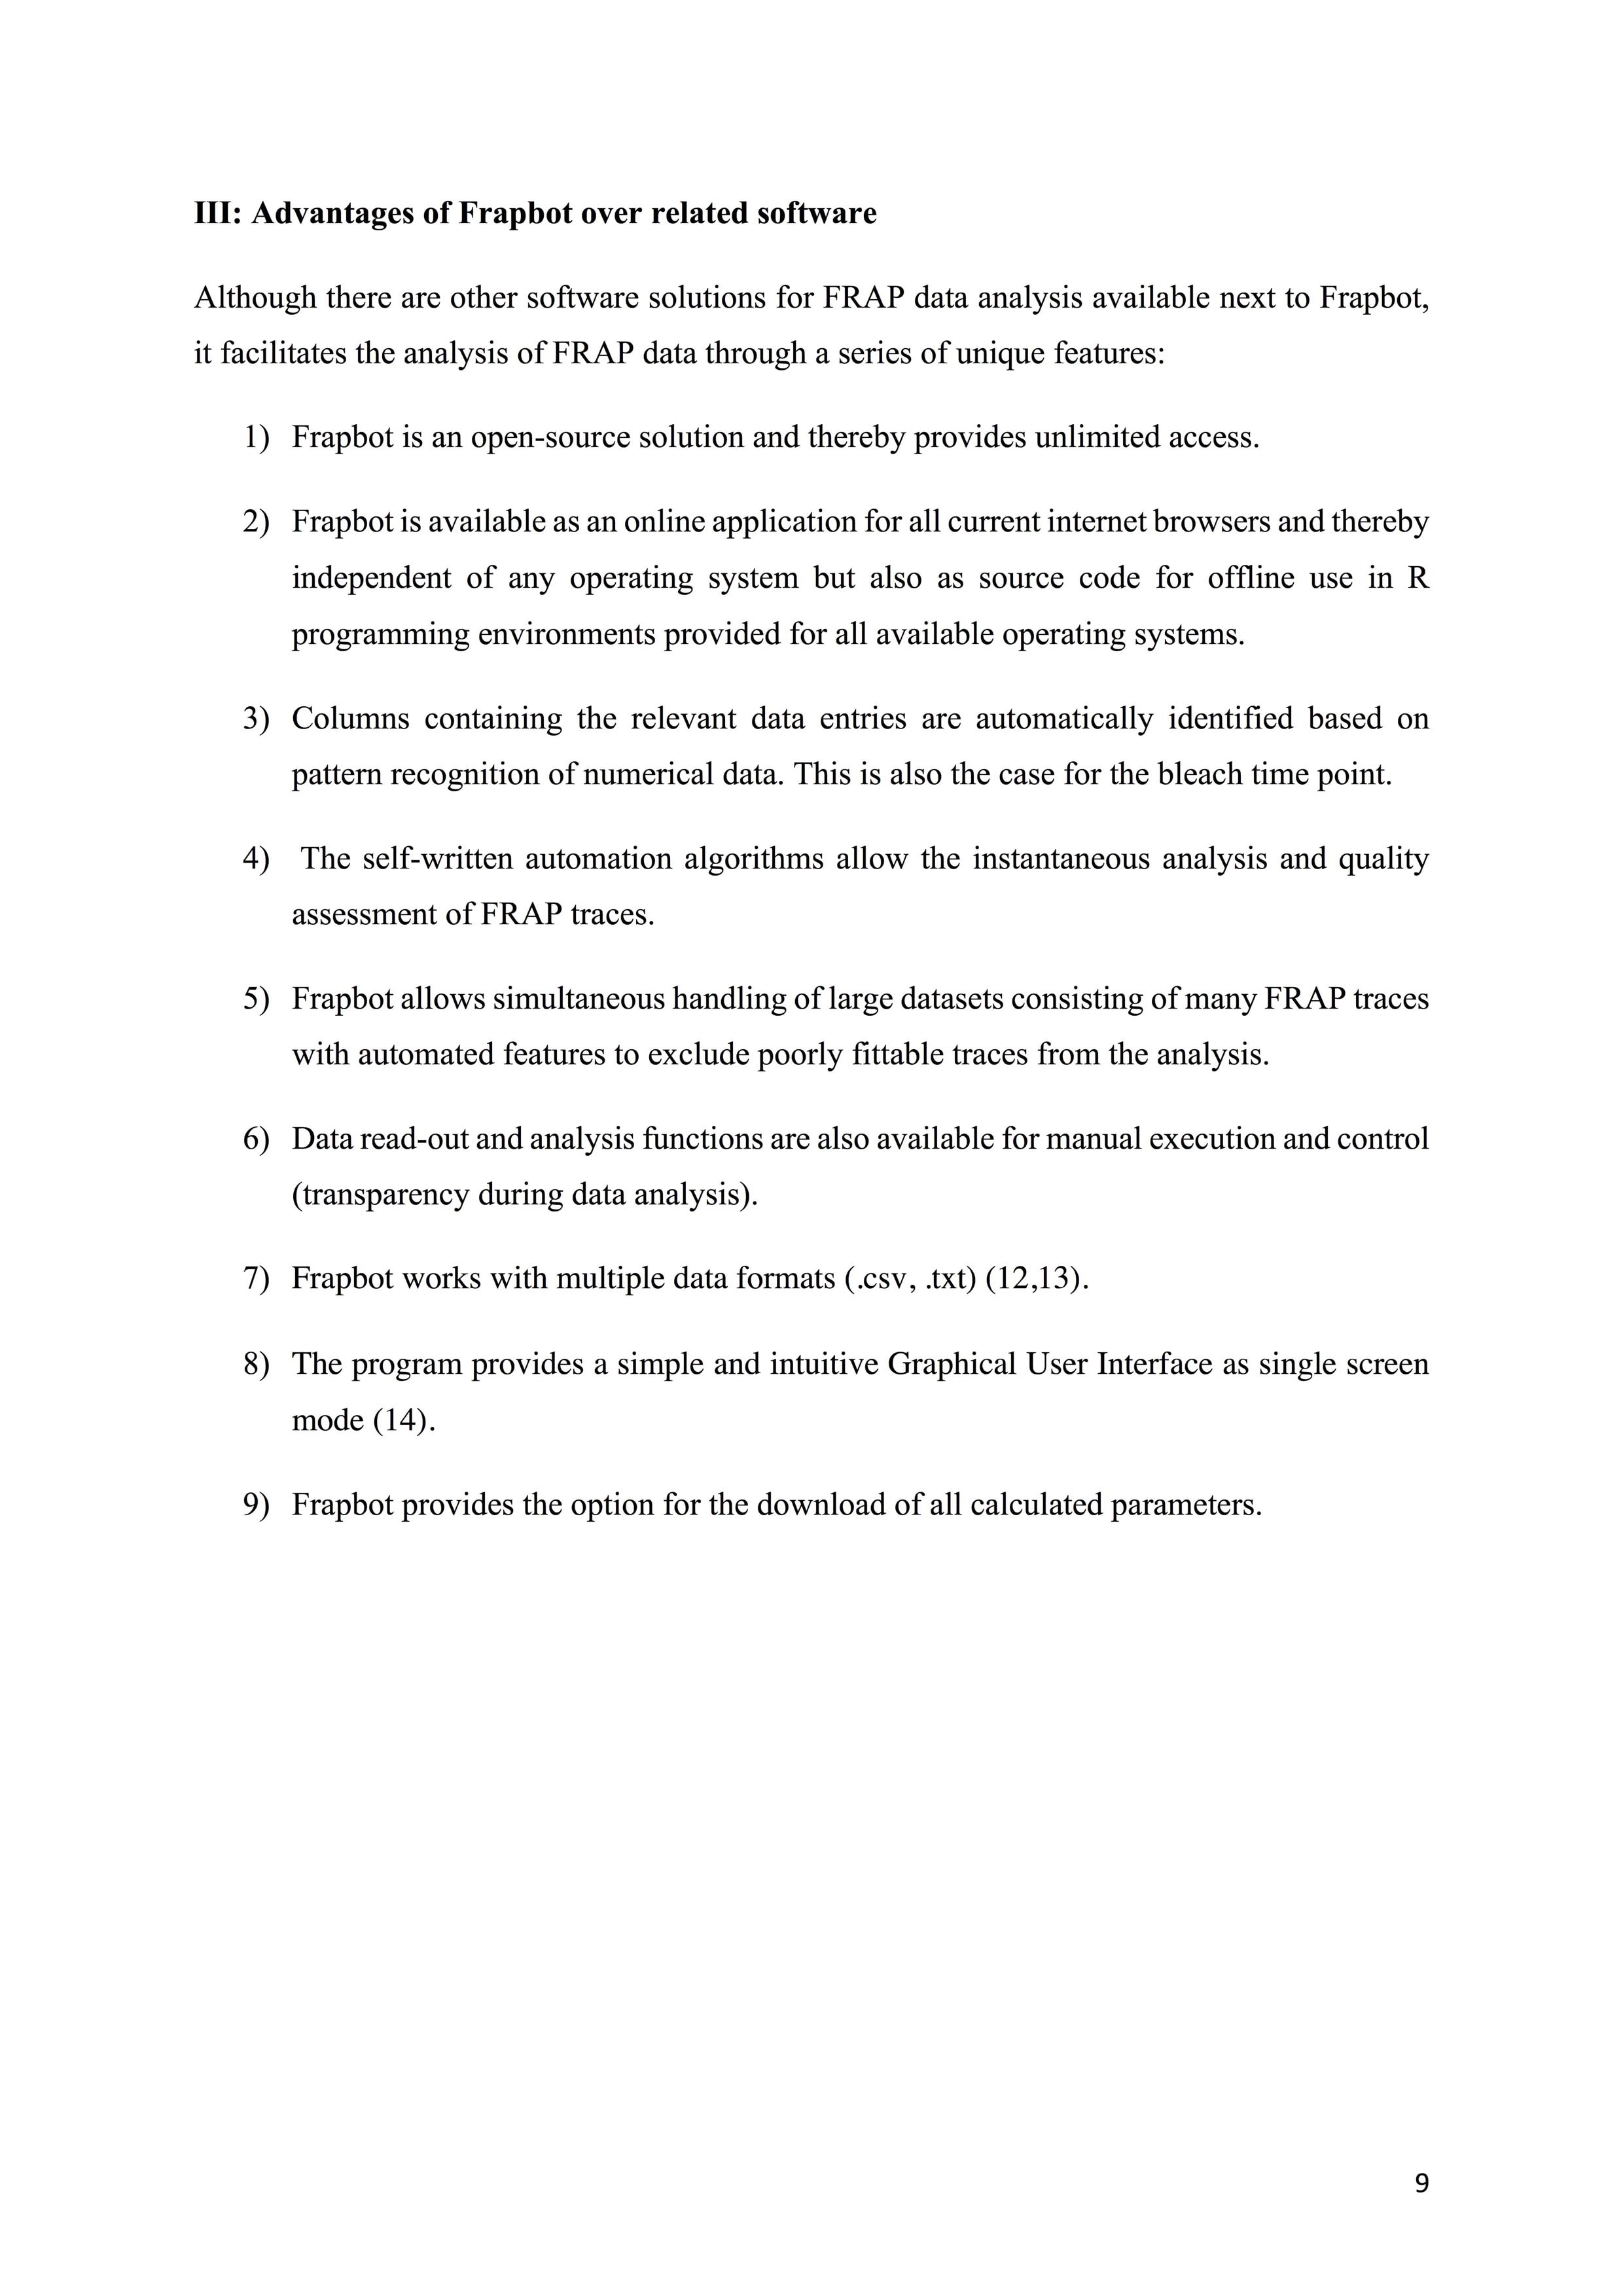 III: Advantages of Frapbot over related software
Although there are other software solutions for FRAP data analysis available next to Frapbot,
it facilitates the analysis of FRAP data through a series of unique features:
1) Frapbot is an open-source solution and thereby provides unlimited access.
2) Frapbot is available as an online application for all current internet browsers and thereby
independent of any operating system but also as source code for offline use in R
programming environments provided for all available operating systems.
3) Columns containing the relevant data entries are automatically identified based on
pattern recognition of numerical data. This is also the case for the bleach time point.
4) The self-written automation algorithms allow the instantaneous analysis and quality
assessment of FRAP traces.
5) Frapbot allows simultaneous handling of large datasets consisting of many FRAP traces
with automated features to exclude poorly fittable traces from the analysis.
6) Data read-out and analysis functions are also available for manual execution and control
(transparency during data analysis).
7) Frapbot works with multiple data formats (.csv, .txt) (12,13).
8) The program provides a simple and intuitive Graphical User Interface as single screen
mode (14).
9) Frapbot provides the option for the download of all calculated parameters.
9